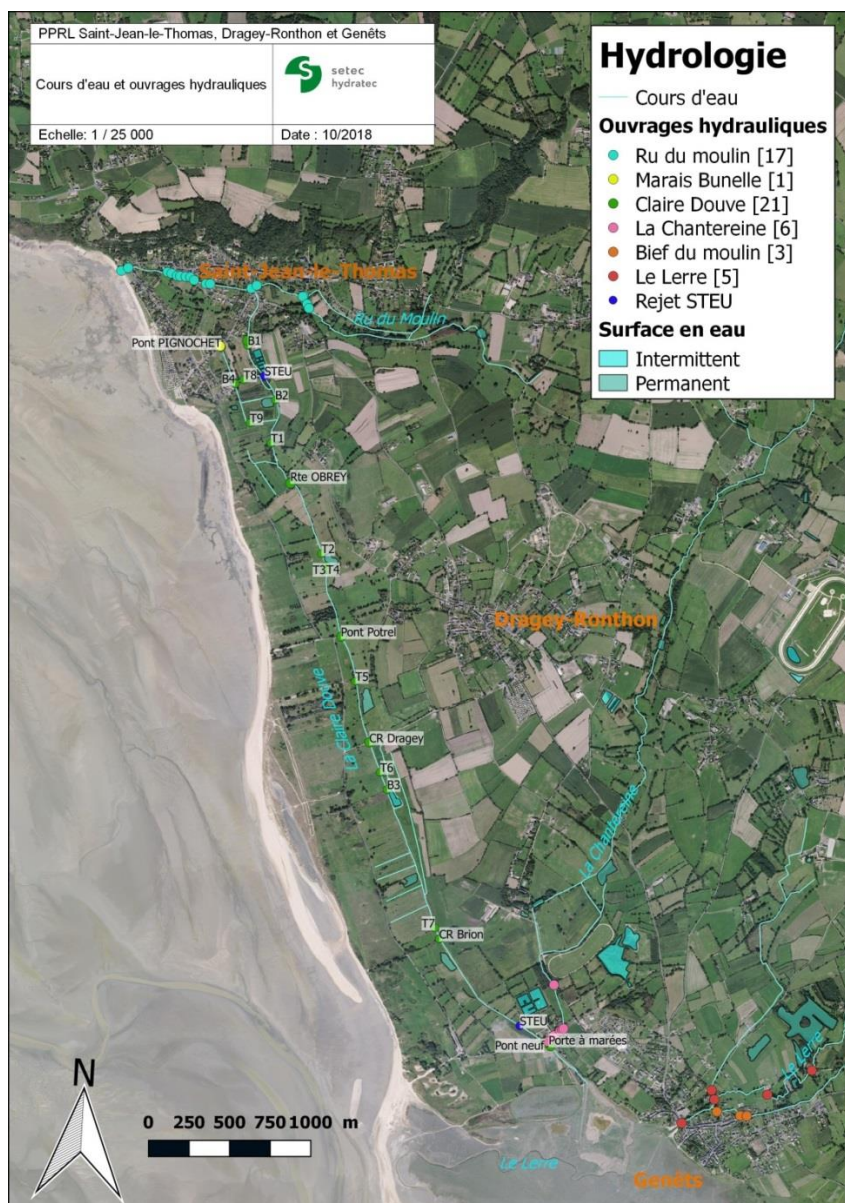 PPRL Saint-Jean-le-Thomas, Dragey-Ronthon et Genêts
Cours d'eau et ouvrages hydrauliques
setec
hydratec
Echelle: 1 / 25 000
Date : 10/2018
Hydrologie
Cours d'eau
Ouvrages hydrauliques
Ru du moulin [17]
Marais Bunelle [1]
Claire Douve [21]
La Chantereine [6]
Bief du moulin [3]
Le Lerre [5]
Rejet STEU
Surface en eau
Intermittent
Permanent
Saint-Jean-le-Thomas
Ru du Moulin
Pont PIGNOCHET
B1
B4
T8
STEU
B2
T9
T1
Rte OBREY
T2
T3
T4
Dragey-Ronthon
Pont Potrel
T5
La Claire Douve
CR Dragey
T6
B3
La Chantereine
T7
CR Brion
STEU
Porte à marées
Pont neuf
Le Lerre
N
0 250 500 750 1000 m
Le Lerre
Genêts